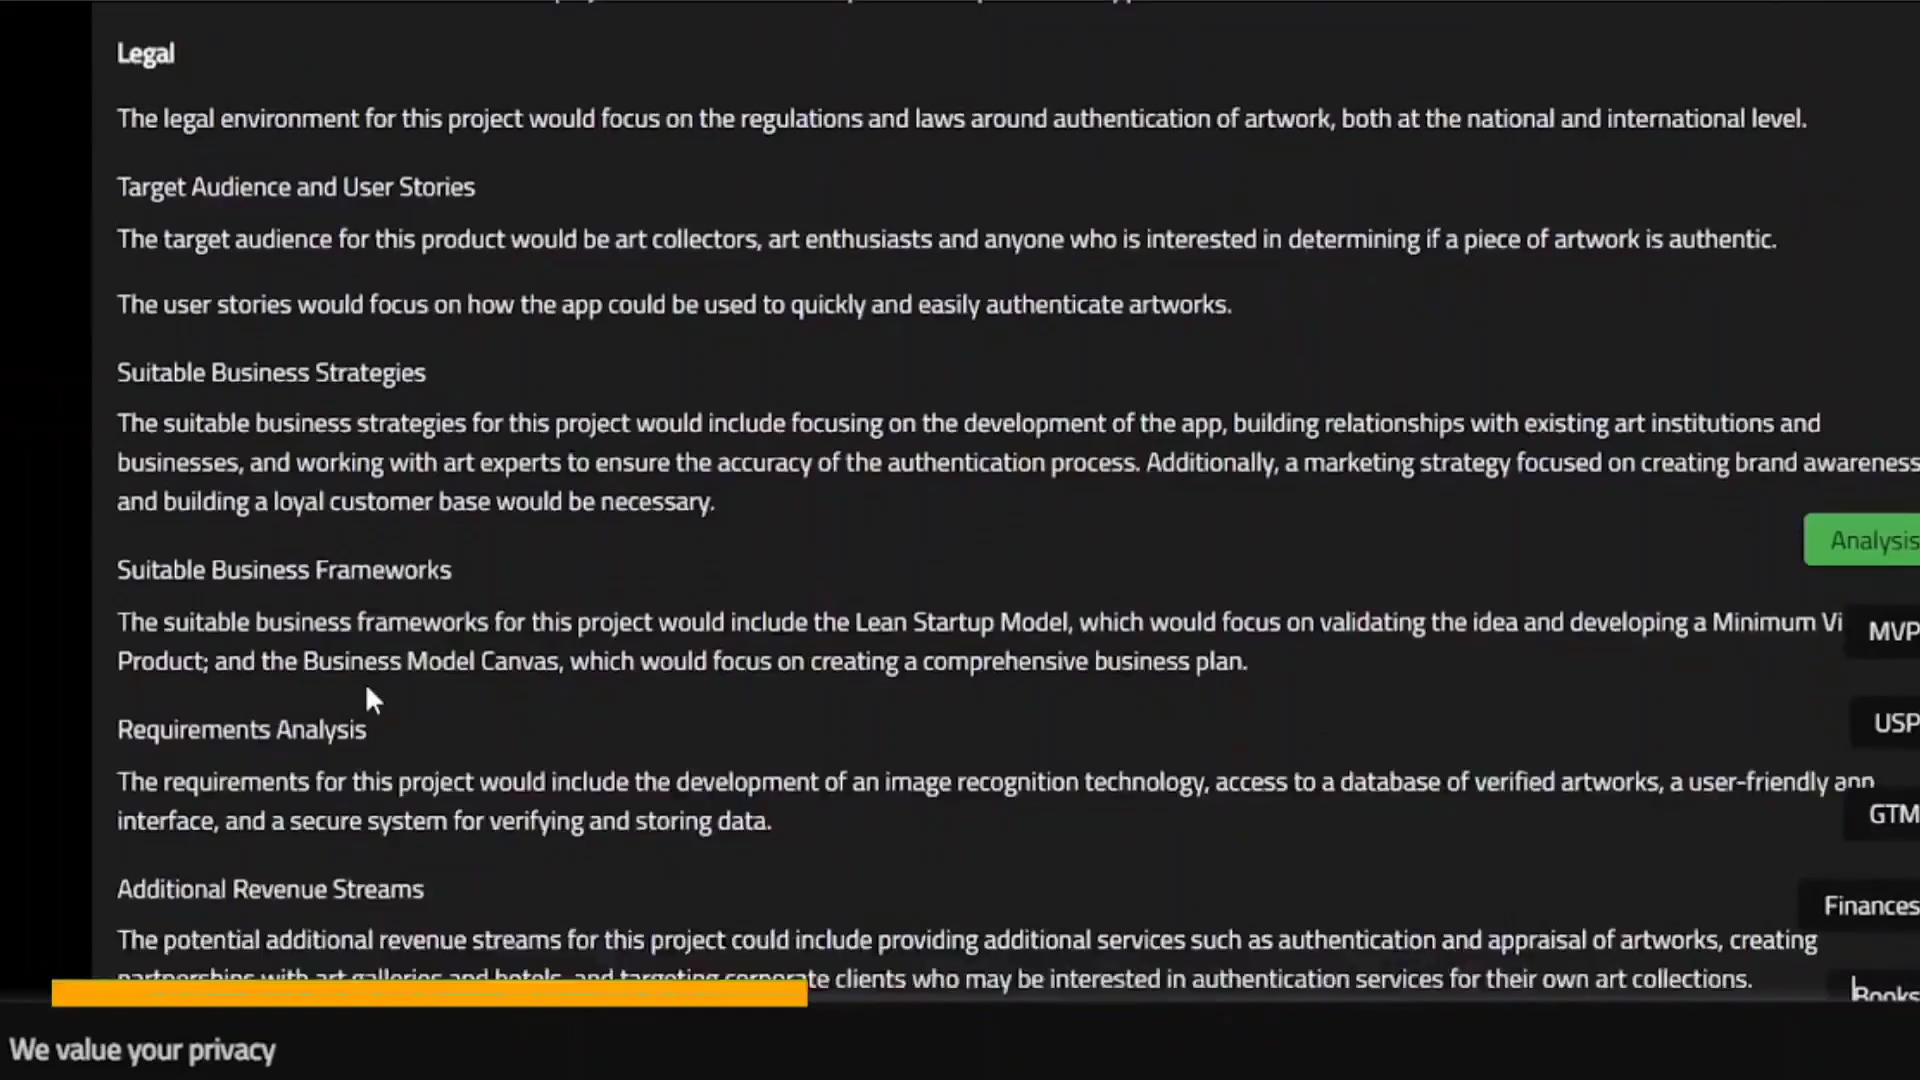 Legal
The legal environment for this project would focus on the regulations and laws around authentication of artwork, both at the national and international level.
Target Audience and User Stories
The target audience for this product would be art collectors, art enthusiasts and anyone who is interested in determining if a piece of artwork is authentic.
The user stories would focus on how the app could be used to quickly and easily authenticate artworks.
Suitable Business Strategies
The suitable business strategies for this project would include focusing on the development of the app, building relationships with existing art institutions and
businesses, and working with art experts to ensure the accuracy of the authentication process. Additionally, a marketing strategy focused on creating brand awareness
and building a loyal customer base would be necessary.
Analysis
Suitable Business Frameworks
The suitable business frameworks for this project would include the Lean Startup Model, which would focus on validating the idea and developing a Minimum Vi
MVP
Product; and the Business Model Canvas, which would focus on creating a comprehensive business plan.
USP
Requirements Analysis
The requirements for this project would include the development of an image recognition technology, access to a database of verified artworks, a user-friendly app
GTM
interface, and a secure system for verifying and storing data.
Additional Revenue Streams
Finances
The potential additional revenue streams for this project could include providing additional services such as authentication and appraisal of artworks, creating
partnerships with art galleries and hotels, and targeting corporate clients who may be interested in authentication services for their own art collections.
Books
We value your privacy